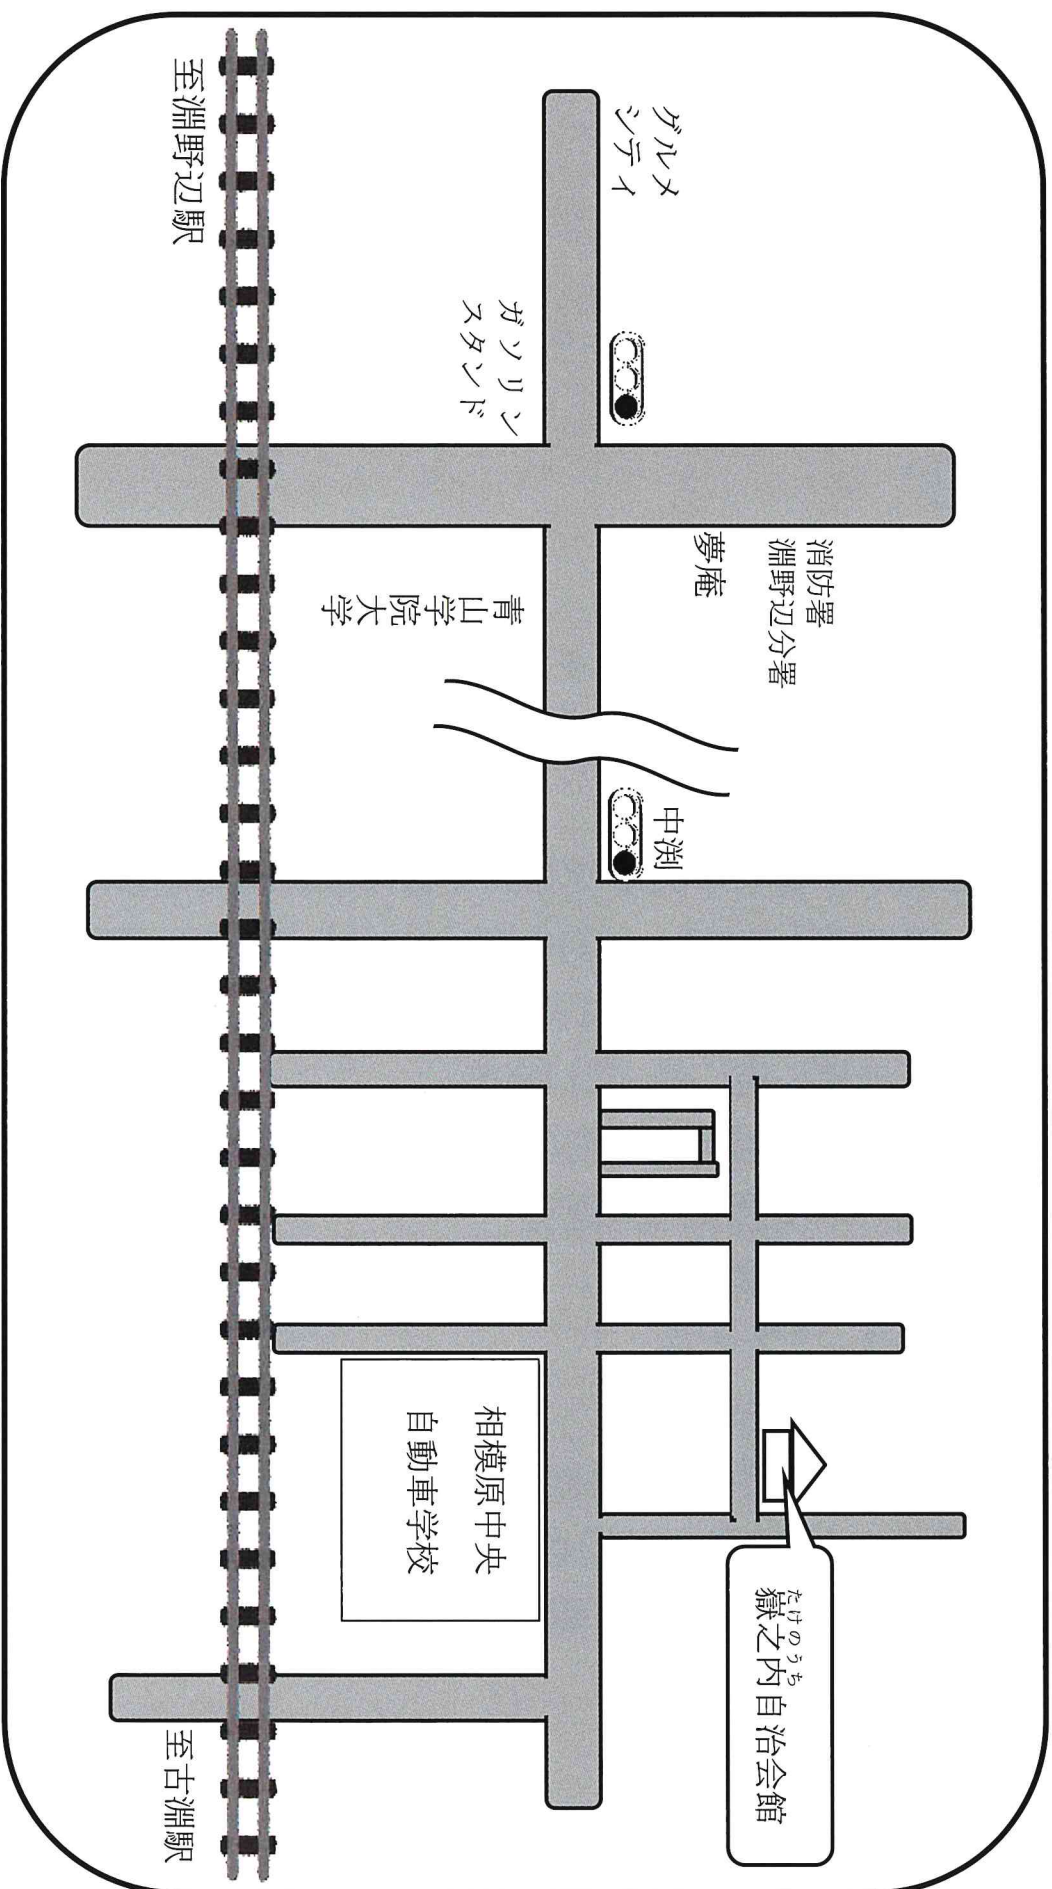 消防署
淵野辺分署
たけのうち
嶽之内自治会館
夢庵
グルメ
シティ
中渕
ガソリン
スタンド
青山学院大学
相模原中央
自動車学校
至淵野辺駅
至古淵駅